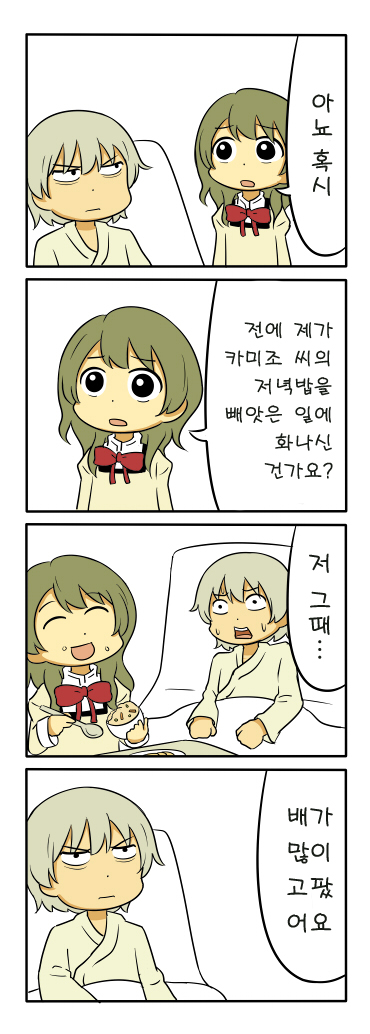 아
뇨
혹
시
전에 제가
카미조 씨의
저녁밥을
빼앗은 일에
화나신
건가요?
저
그
때…
배가
많이
고팠
어요